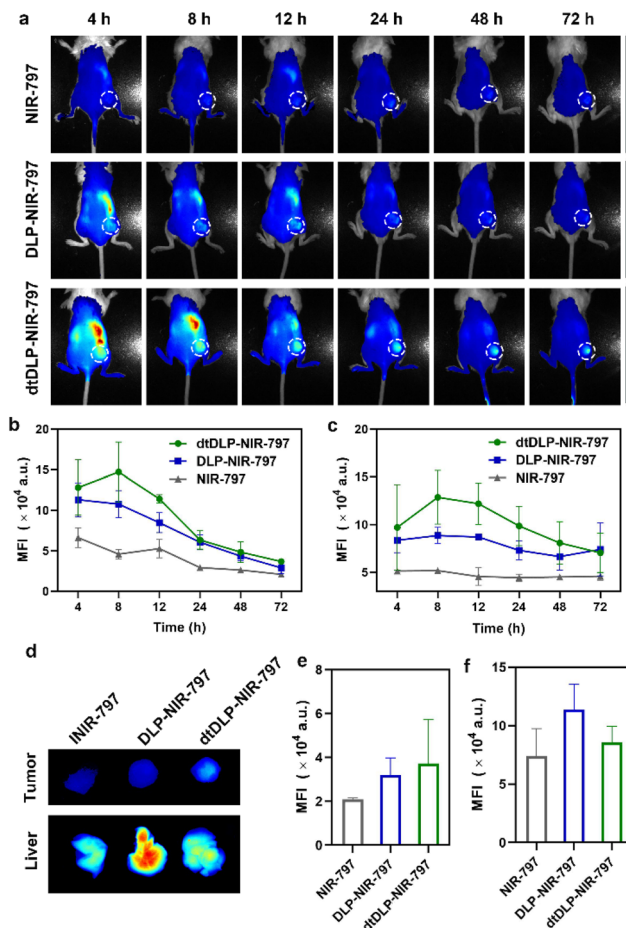 a
4 h 8 h 12 h 24 h 48 h 72 h
NIR-797
DLP-NIR-797
dtDLP-NIR-797
b
20
15
10
5
0
MFI ( × 10⁴ a.u.)
dtDLP-NIR-797
DLP-NIR-797
NIR-797
4 8 12 24 48 72
Time (h)
c
20
15
10
5
MFI ( × 10⁴ a.u.)
dtDLP-NIR-797
DLP-NIR-797
NIR-797
4 8 12 24 48 72
Time (h)
d
INIR-797
DLP-NIR-797
dtDLP-NIR-797
Tumor
Liver
e
8
6
4
2
0
MFI ( × 10⁴ a.u.)
NIR-797
DLP-NIR-797
dtDLP-NIR-797
f
15
10
5
0
MFI ( × 10⁴ a.u.)
NIR-797
DLP-NIR-797
dtDLP-NIR-797